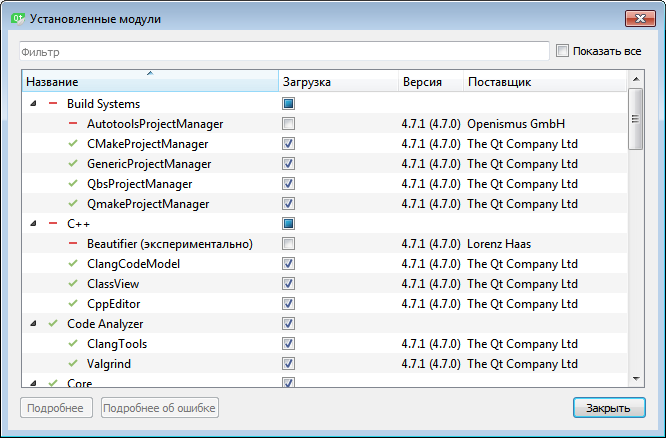 Установленные модули
Фильтр
Показать все
Название Загрузка Версия Поставщик
Build Systems
AutotoolsProjectManager 4.7.1 (4.7.0) Openismus GmbH
CMakeProjectManager 4.7.1 (4.7.0) The Qt Company Ltd
GenericProjectManager 4.7.1 (4.7.0) The Qt Company Ltd
QbsProjectManager 4.7.1 (4.7.0) The Qt Company Ltd
QmakeProjectManager 4.7.1 (4.7.0) The Qt Company Ltd
C++
Beautifier (экспериментально) 4.7.1 (4.7.0) Lorenz Haas
ClangCodeModel 4.7.1 (4.7.0) The Qt Company Ltd
ClassView 4.7.1 (4.7.0) The Qt Company Ltd
CppEditor 4.7.1 (4.7.0) The Qt Company Ltd
Code Analyzer
ClangTools 4.7.1 (4.7.0) The Qt Company Ltd
Valgrind 4.7.1 (4.7.0) The Qt Company Ltd
Core
Подробнее Подробнее об ошибке Закрыть